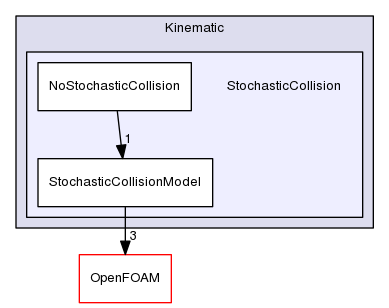 Kinematic
NoStochasticCollision
StochasticCollision
1
StochasticCollisionModel
3
OpenFOAM